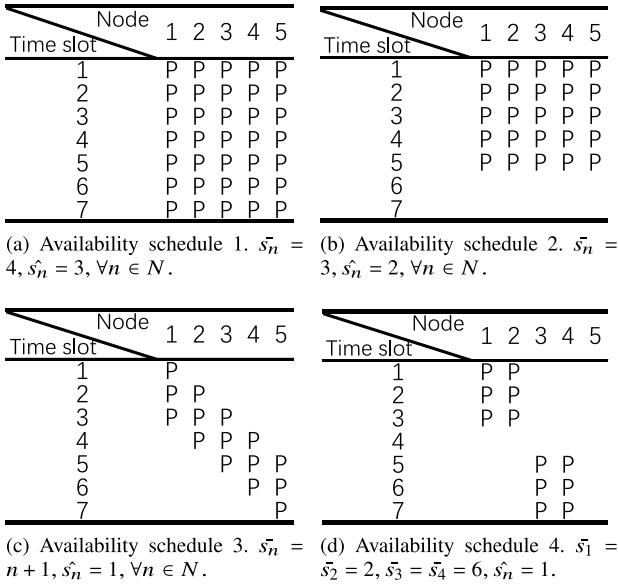 Node
Time slot 1 2 3 4 5
1 P P P P P
2 P P P P P
3 P P P P P
4 P P P P P
5 P P P P P
6 P P P P P
7 P P P P P
(a) Availability schedule 1. s̄ₙ =
4, ŝₙ = 3, ∀n ∈ N.
Node
Time slot 1 2 3 4 5
1 P P P P P
2 P P P P P
3 P P P P P
4 P P P P P
5 P P P P P
6
7
(b) Availability schedule 2. s̄ₙ =
3, ŝₙ = 2, ∀n ∈ N.
Node
Time slot 1 2 3 4 5
1 P
2 P P
3 P P P
4 P P P
5 P P P
6 P P
7 P
(c) Availability schedule 3. s̄ₙ =
n + 1, ŝₙ = 1, ∀n ∈ N.
Node
Time slot 1 2 3 4 5
1 P P
2 P P
3 P P
4
5 P P
6 P P
7 P P
(d) Availability schedule 4. s̄₁ =
s̄₂ = 2, s̄₃ = s̄₄ = 6, ŝₙ = 1.